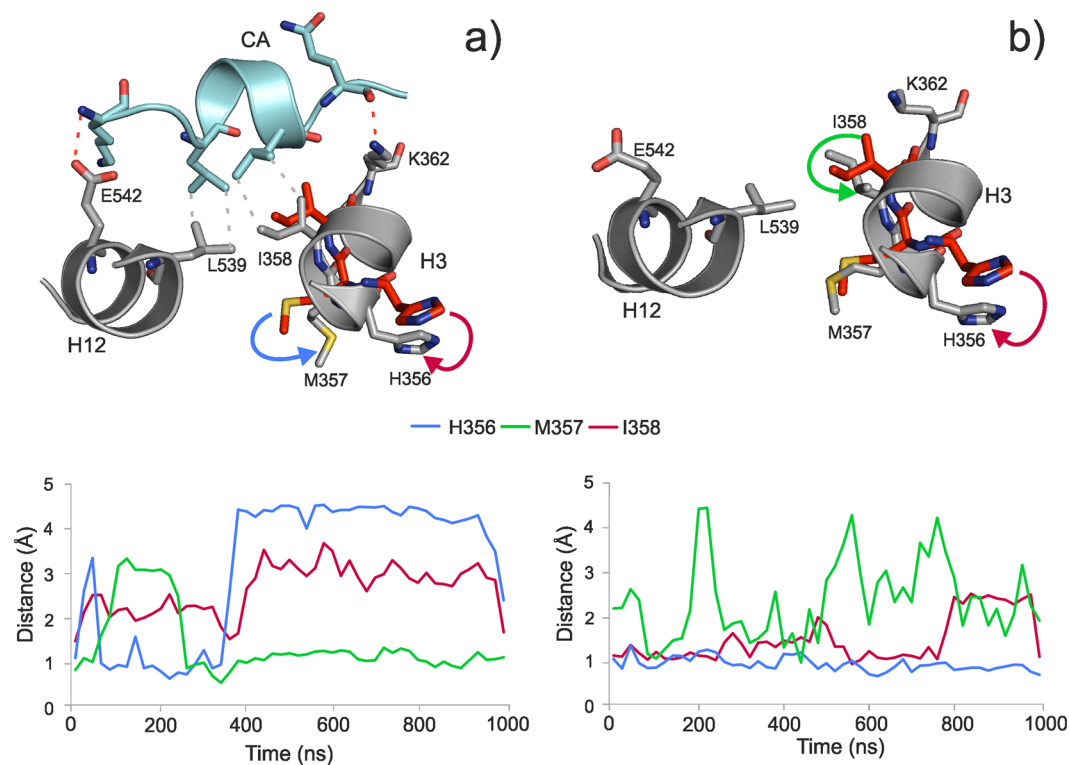 CA
a)
b)
K362
I358
E542
K362
E542
H3
L539
I358
L539
H3
H12
H12
M357
H356
M357
H356
H356 M357 I358
5
4
3
2
1
0
Distance (Å)
0 200 400 600 800 1000
Time (ns)
5
4
3
2
1
0
Distance (Å)
0 200 400 600 800 1000
Time (ns)